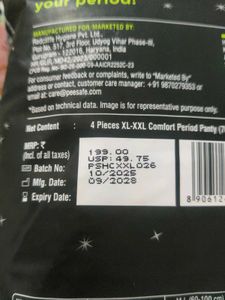 your period!
MANUFACTURED FOR/ MARKETED BY
Redcliffe Hygiene Pvt. Ltd.,
Plot No. 517, 3rd Floor, Udyog Vihar Phase-III,
Gurugram - 122016, Haryana, India
For consumer feedback or complaints, write to "Marketed By"
address or contact, customer care manager: +91 9870279353 or
email at: care@peesafe.com
*Based on technical data. Image is for representation purpose only.
Net Content : 4 Pieces XL-XXL Comfort Period Panty
MRP: ₹ 199.00
(Incl. of all taxes) USP: 49.75
Batch No: PSHCXXL026
Mfg. Date: 10/2025
Expiry Date: 09/2028